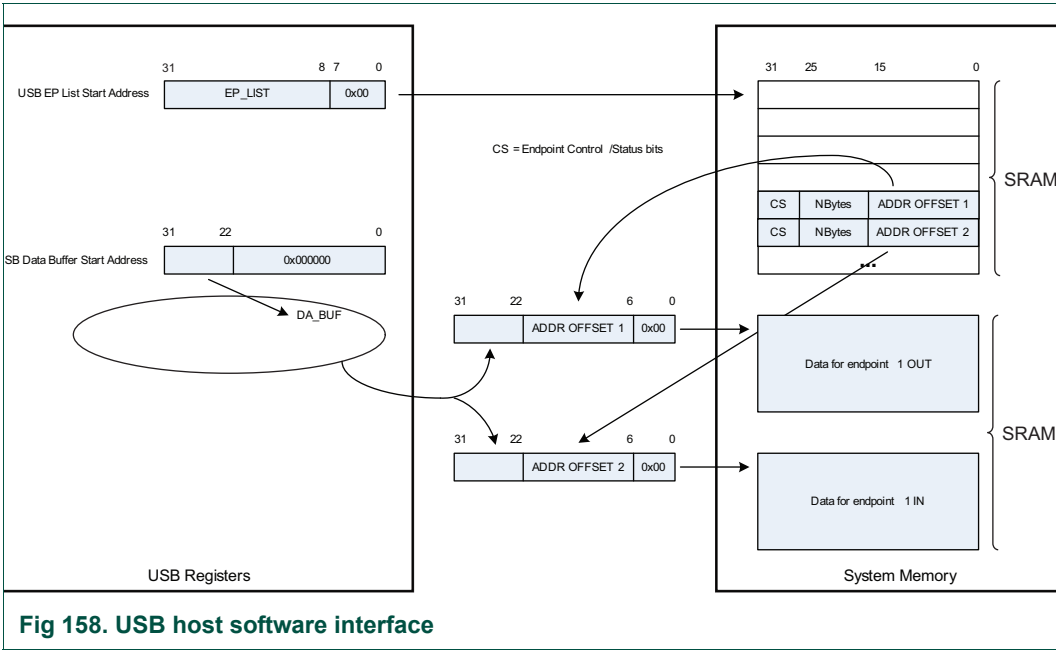 31 8 7 0
USB EP List Start Address EP_LIST 0x00
31 25 15 0
CS = Endpoint Control /Status bits
SRAM
CS NBytes ADDR OFFSET 1
CS NBytes ADDR OFFSET 2
...
31 22 0
SB Data Buffer Start Address 0x000000
DA_BUF
31 22 6 0
ADDR OFFSET 1 0x00
Data for endpoint 1 OUT
SRAM
31 22 6 0
ADDR OFFSET 2 0x00
Data for endpoint 1 IN
USB Registers
System Memory
Fig 158. USB host software interface